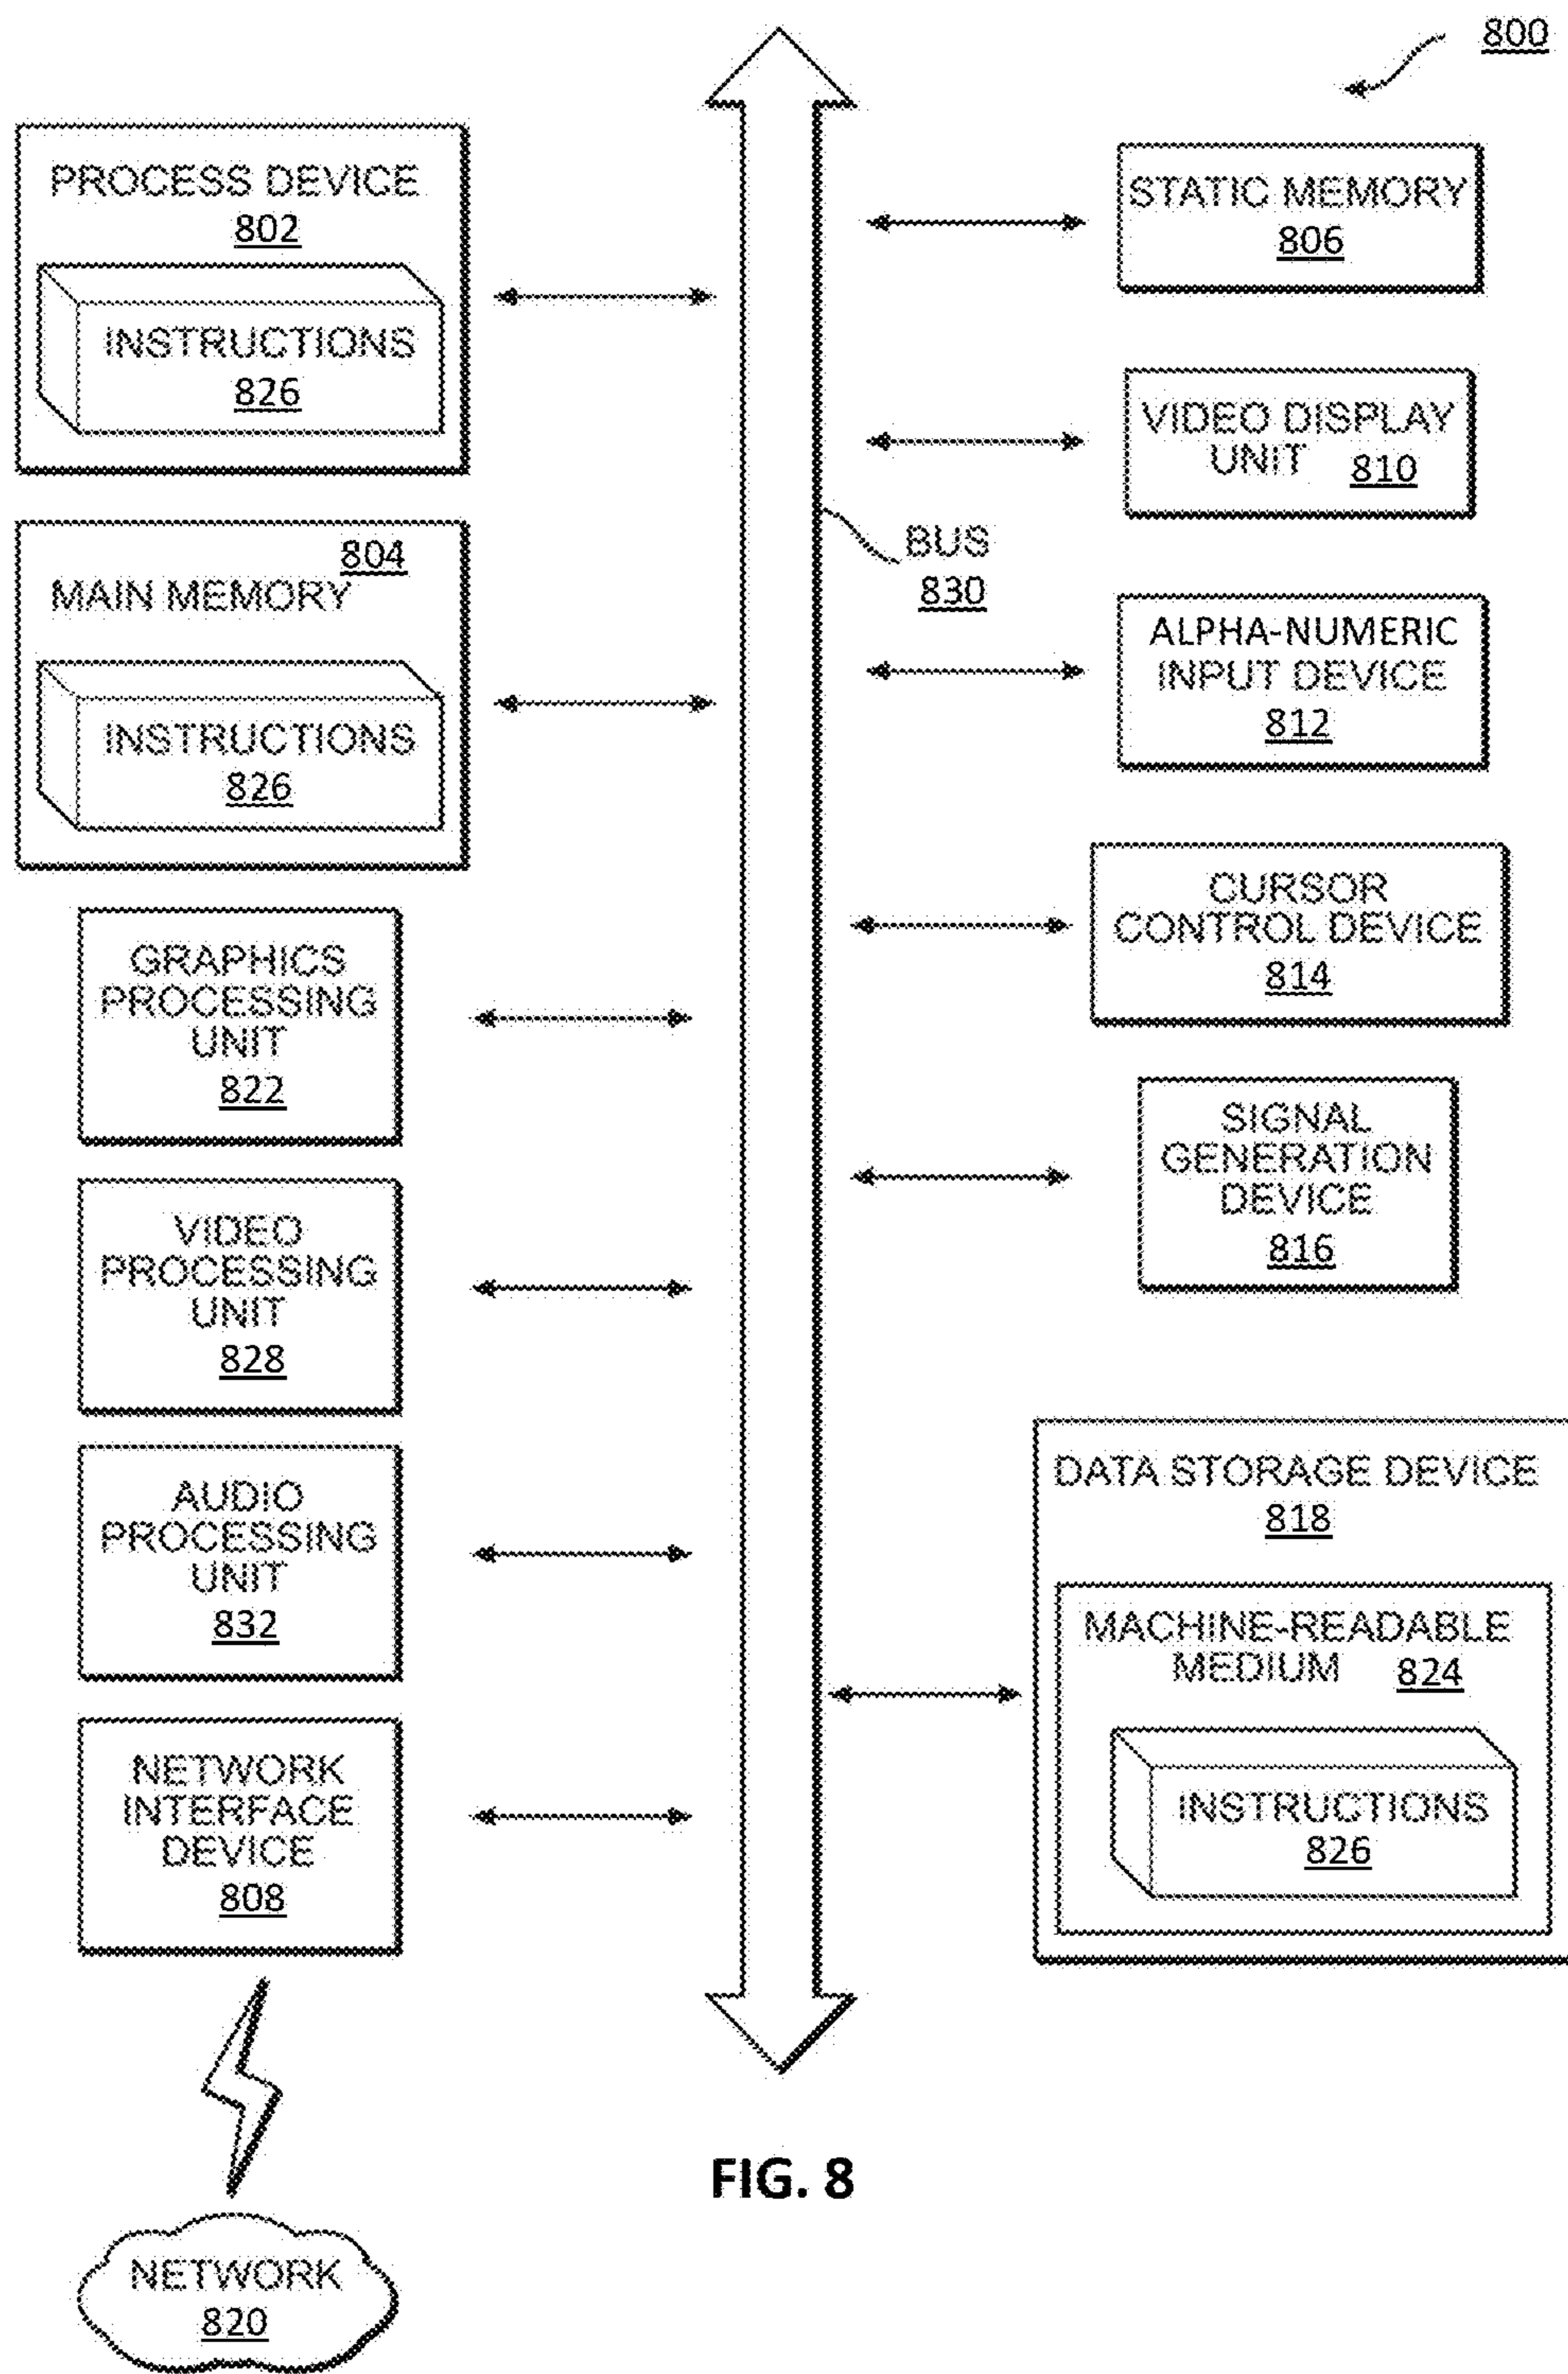 800
PROCESS DEVICE
802
INSTRUCTIONS
826
804
MAIN MEMORY
INSTRUCTIONS
826
GRAPHICS
PROCESSING
UNIT
822
VIDEO
PROCESSING
UNIT
828
AUDIO
PROCESSING
UNIT
832
NETWORK
INTERFACE
DEVICE
808
NETWORK
820
BUS
830
STATIC MEMORY
806
VIDEO DISPLAY
UNIT 810
ALPHA-NUMERIC
INPUT DEVICE
812
CURSOR
CONTROL DEVICE
814
SIGNAL
GENERATION
DEVICE
816
DATA STORAGE DEVICE
818
MACHINE-READABLE
MEDIUM 824
INSTRUCTIONS
826
FIG. 8